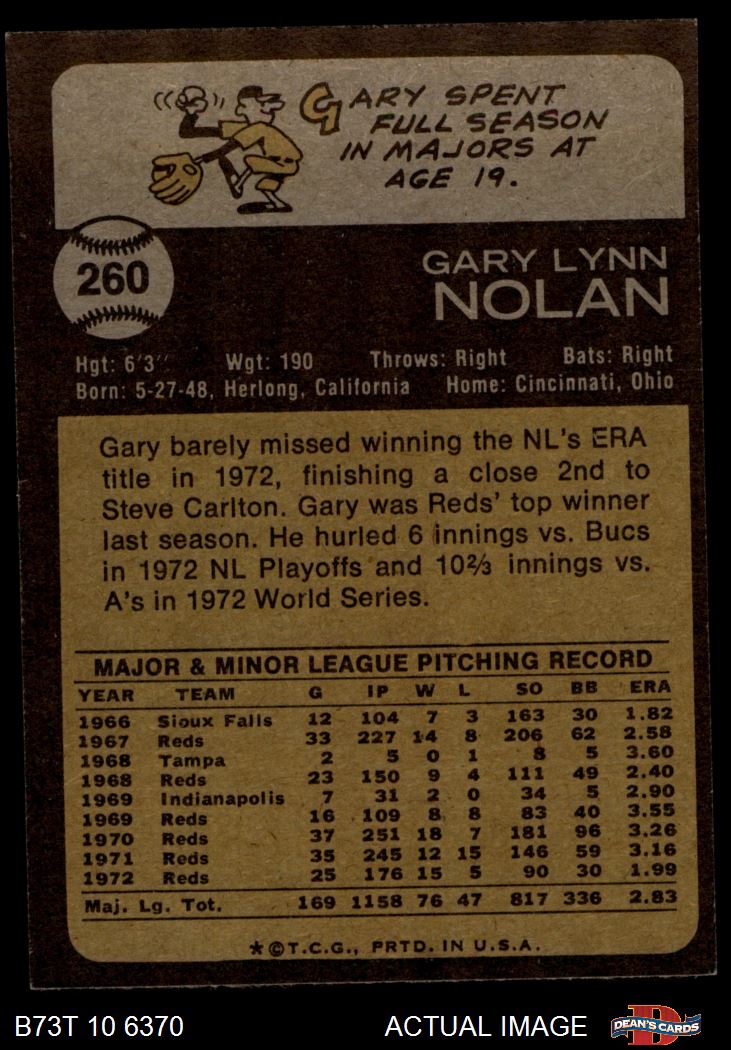 GARY SPENT
FULL SEASON
IN MAJORS AT
AGE 19.
260
GARY LYNN
NOLAN
Hgt: 6'3" Wgt: 190 Throws: Right Bats: Right
Born: 5-27-48, Herlong, California Home: Cincinnati, Ohio
Gary barely missed winning the NL's ERA
title in 1972, finishing a close 2nd to
Steve Carlton. Gary was Reds' top winner
last season. He hurled 6 innings vs. Bucs
in 1972 NL Playoffs and 10⅔ innings vs.
A's in 1972 World Series.
MAJOR & MINOR LEAGUE PITCHING RECORD
YEAR TEAM G IP W L SO BB ERA
1966 Sioux Falls 12 104 7 3 163 30 1.82
1967 Reds 33 227 14 8 206 62 2.58
1968 Tampa 2 5 0 1 8 5 3.60
1968 Reds 23 150 9 4 111 49 2.40
1969 Indianapolis 7 31 2 0 34 5 2.90
1969 Reds 16 109 8 8 83 40 3.55
1970 Reds 37 251 18 7 181 96 3.26
1971 Reds 35 245 12 15 146 59 3.16
1972 Reds 25 176 15 5 90 30 1.99
Maj. Lg. Tot. 169 1158 76 47 817 336 2.83
★©T.C.G., PRTD. IN U.S.A.
B73T 10 6370 ACTUAL IMAGE DEAN'S CARDS